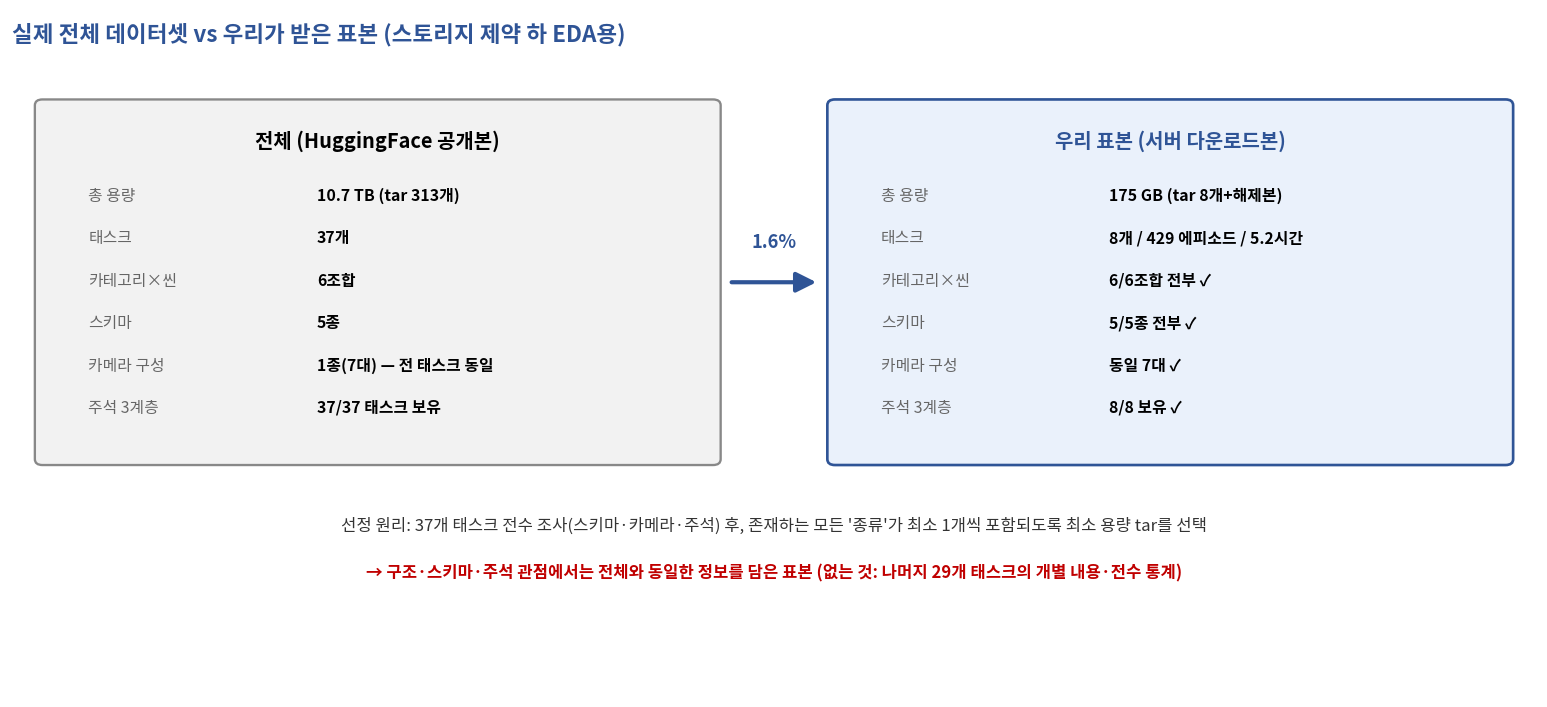 실제 전체 데이터셋 vs 우리가 받은 표본 (스토리지 제약 하 EDA용)
전체 (HuggingFace 공개본)
총 용량 10.7 TB (tar 313개)
태스크 37개
카테고리×씬 6조합
스키마 5종
카메라 구성 1종(7대) — 전 태스크 동일
주석 3계층 37/37 태스크 보유
1.6%
우리 표본 (서버 다운로드본)
총 용량 175 GB (tar 8개+해제본)
태스크 8개 / 429 에피소드 / 5.2시간
카테고리×씬 6/6조합 전부 ✓
스키마 5/5종 전부 ✓
카메라 구성 동일 7대 ✓
주석 3계층 8/8 보유 ✓
선정 원리: 37개 태스크 전수 조사(스키마·카메라·주석) 후, 존재하는 모든 '종류'가 최소 1개씩 포함되도록 최소 용량 tar를 선택
→ 구조·스키마·주석 관점에서는 전체와 동일한 정보를 담은 표본 (없는 것: 나머지 29개 태스크의 개별 내용·전수 통계)